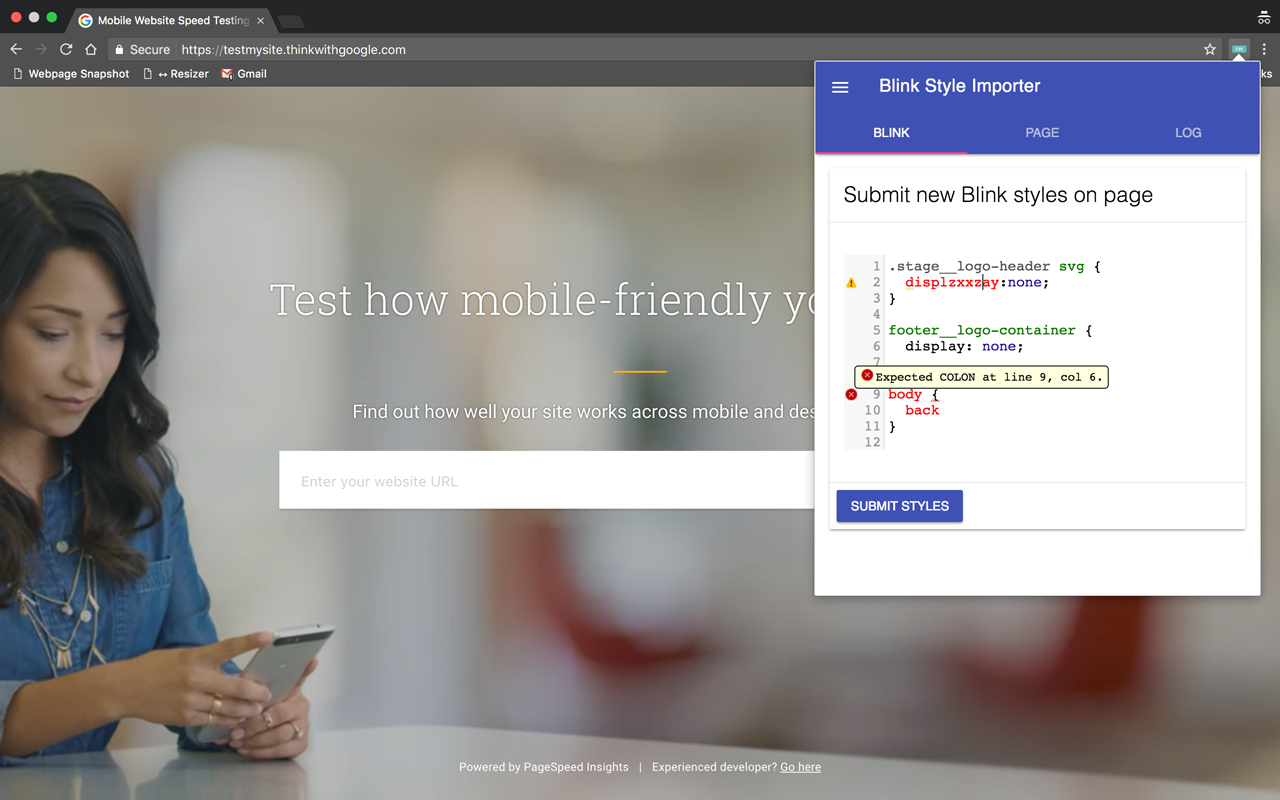 Mobile Website Speed Testing
Secure https://testmysite.thinkwithgoogle.com
Webpage Snapshot ↔ Resizer Gmail
ks
Test how mobile-friendly yo
Find out how well your site works across mobile and des
Enter your website URL
Powered by PageSpeed Insights | Experienced developer? Go here
Blink Style Importer
BLINK PAGE LOG
Submit new Blink styles on page
1 .stage__logo-header svg {
2 displzxxzay:none;
3 }
4
5 footer__logo-container {
6 display: none;
7
Expected COLON at line 9, col 6.
9 body {
10 back
11 }
12
SUBMIT STYLES